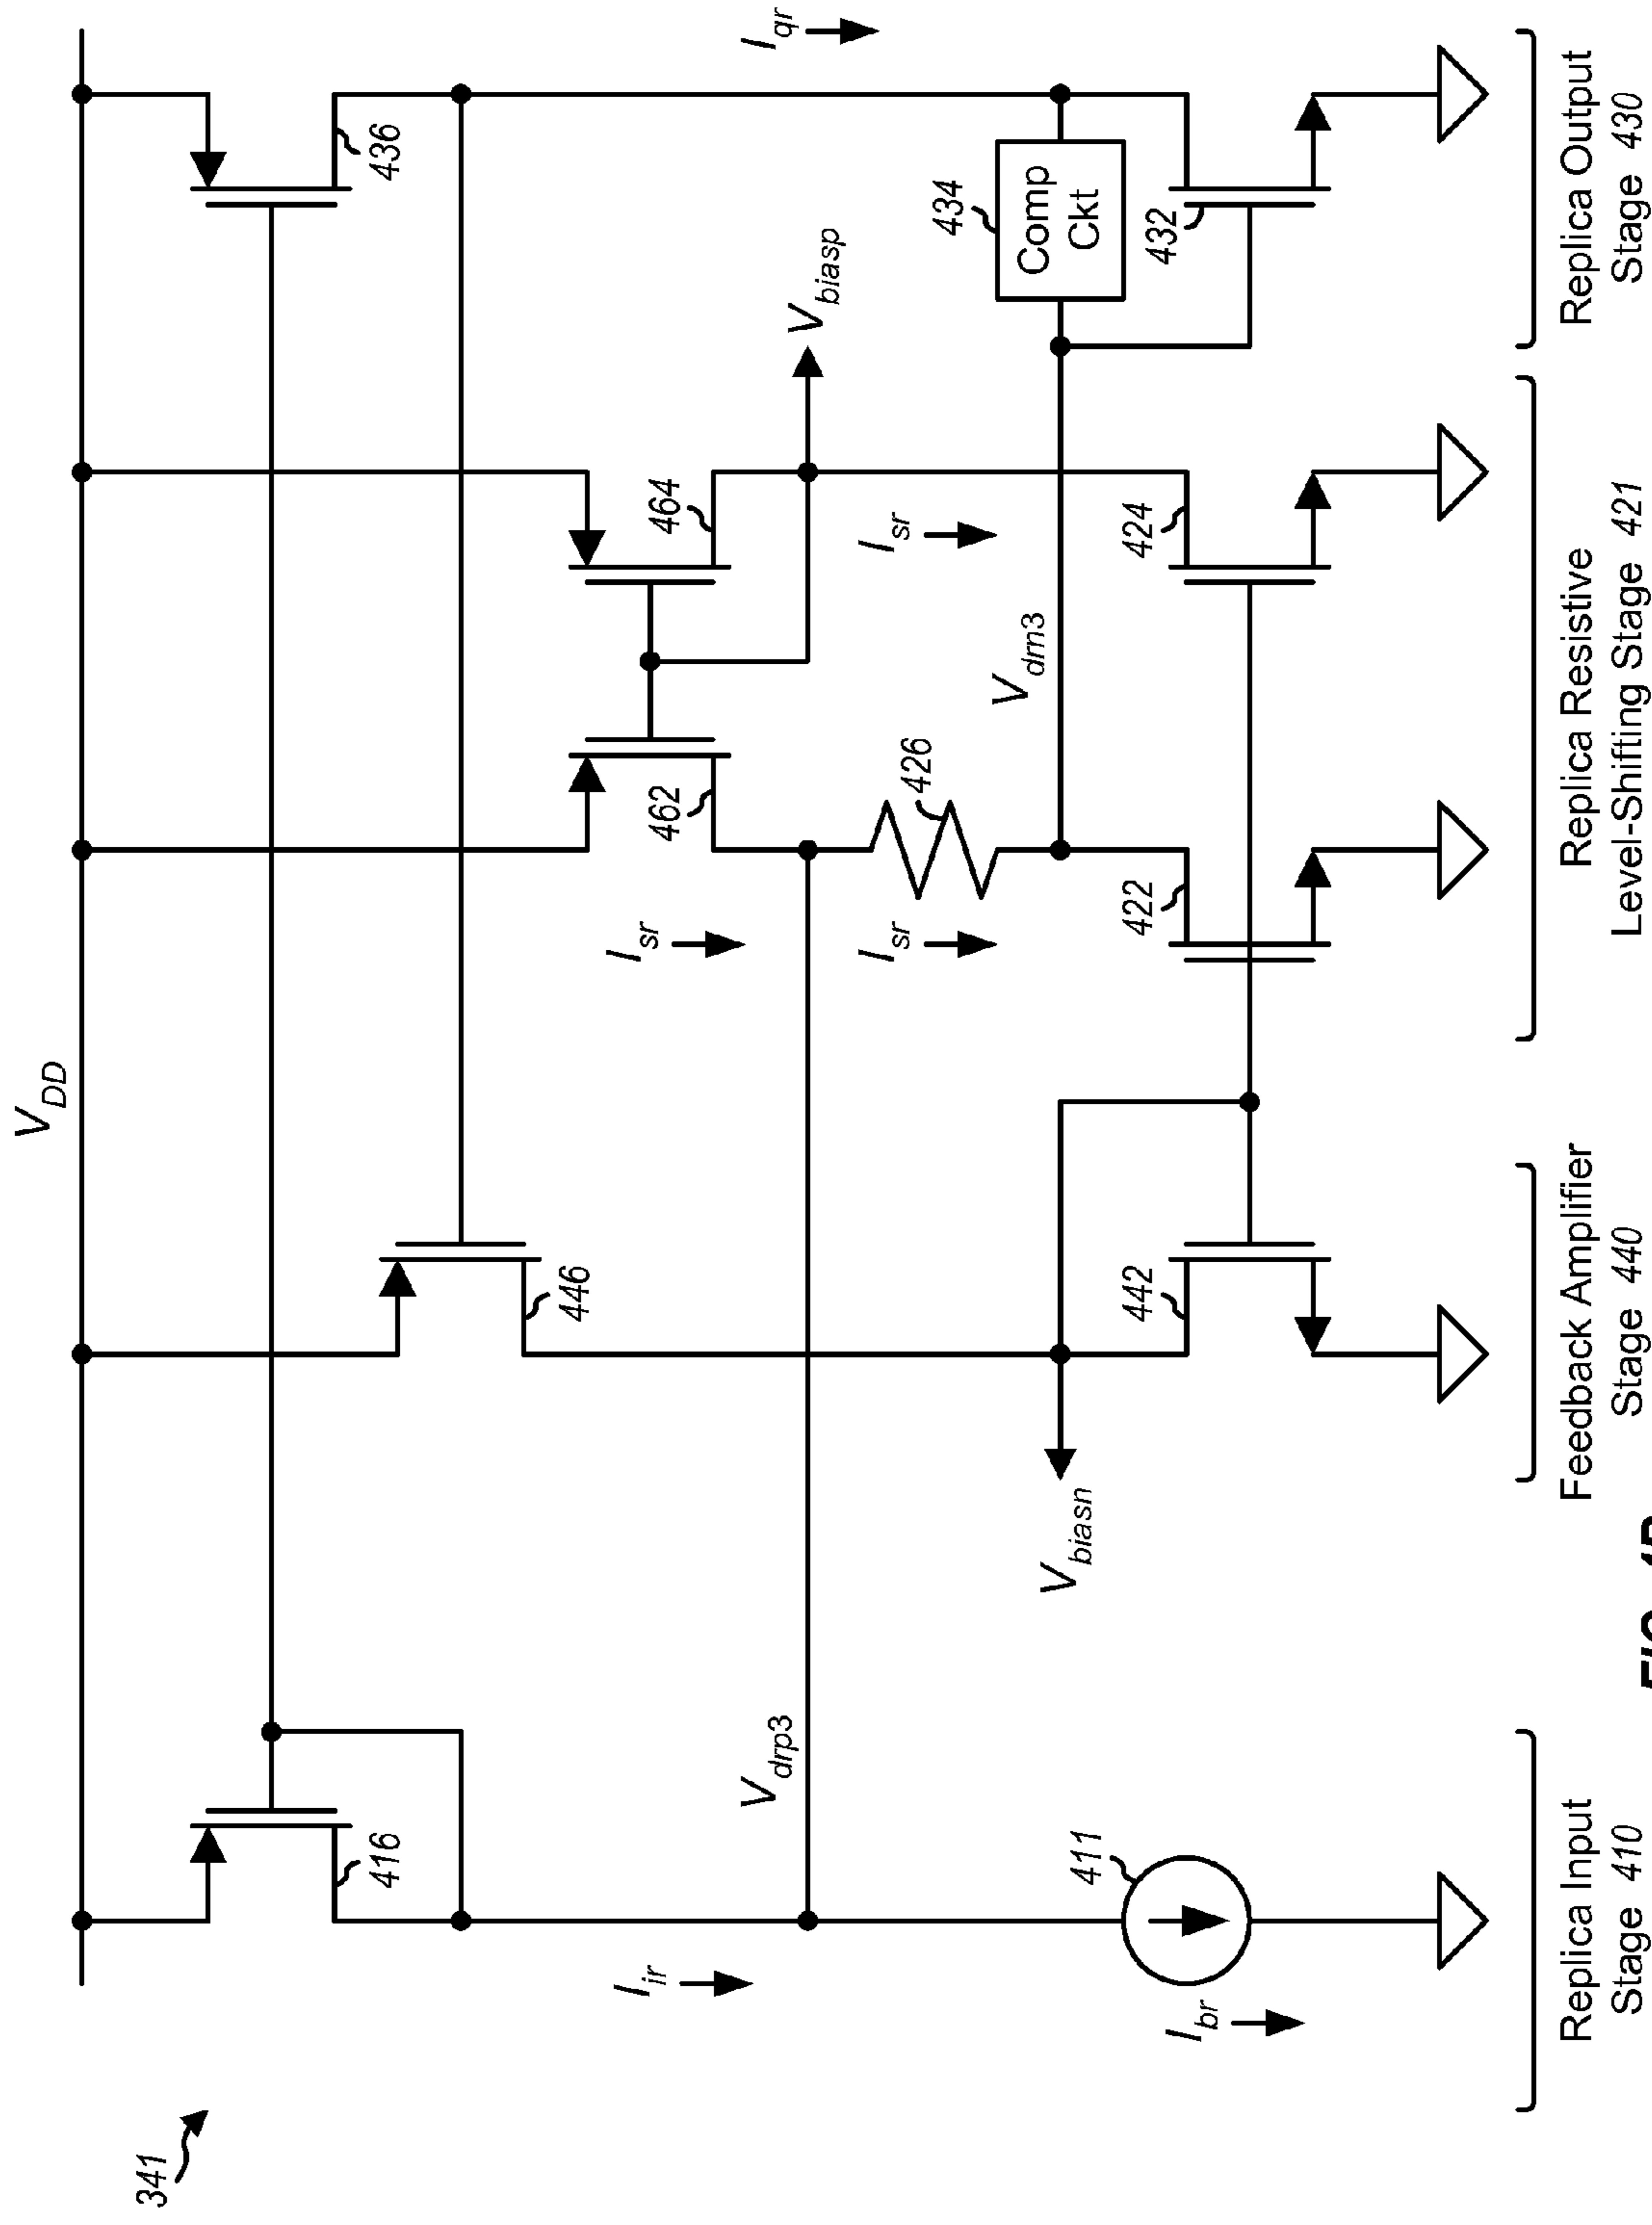 341
V_DD
416
436
446
I_ir
V_drp3
I_sr
462
464
V_biasp
I_qr
426
I_sr
I_sr
V_drn3
434
Comp
Ckt
V_biasn
411
I_br
442
422
424
432
Replica Input
Stage 410
Feedback Amplifier
Stage 440
Replica Resistive
Level-Shifting Stage 421
Replica Output
Stage 430